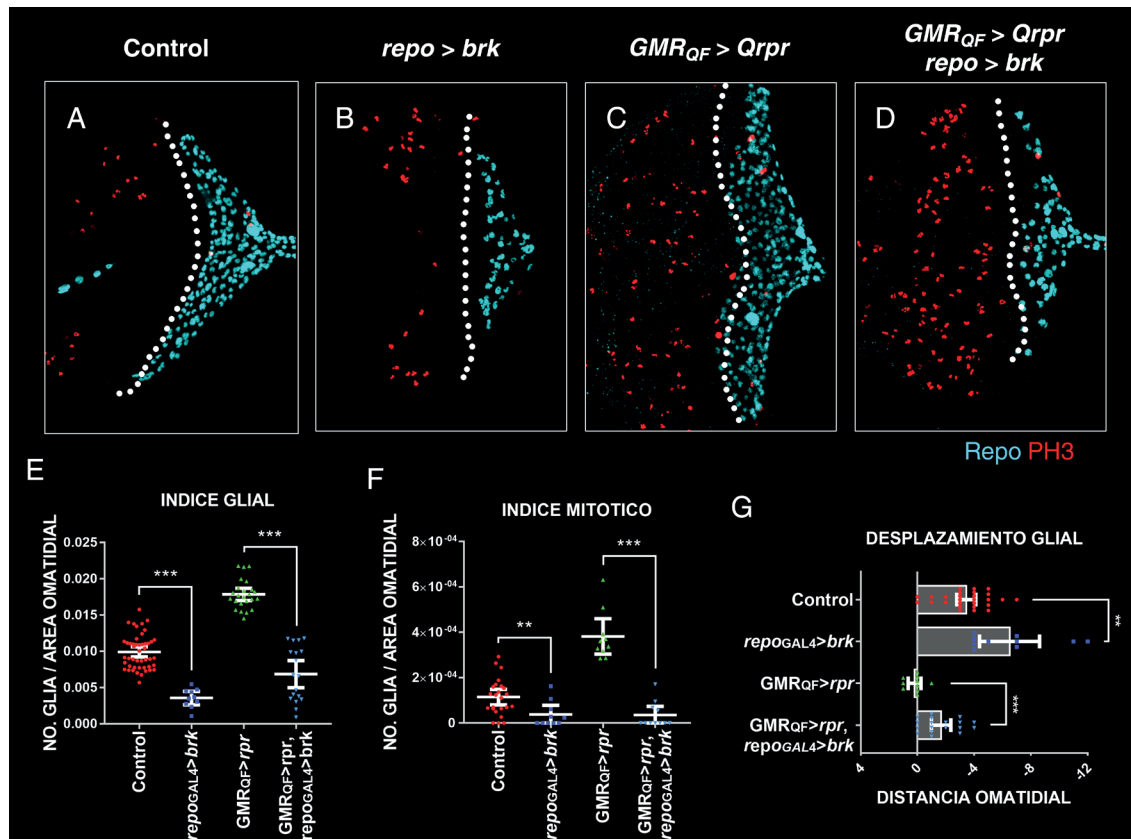 Control
repo > brk
GMRQF > Qrpr
GMRQF > Qrpr
repo > brk
A
B
C
D
Repo PH3
E
INDICE GLIAL
NO. GLIA / AREA OMATIDIAL
0.025
0.020
0.015
0.010
0.005
0.000
***
***
Control
repoGAL4>brk
GMRQF>rpr
GMRQF>rpr,
repoGAL4>brk
F
INDICE MITOTICO
NO. GLIA / AREA OMATIDIAL
8×10-04
6×10-04
4×10-04
2×10-04
0
**
***
Control
repoGAL4>brk
GMRQF>rpr
GMRQF>rpr,
repoGAL4>brk
G
DESPLAZAMIENTO GLIAL
Control
repoGAL4>brk
GMRQF>rpr
GMRQF>rpr,
repoGAL4>brk
**
***
4
0
-4
-8
-12
DISTANCIA OMATIDIAL